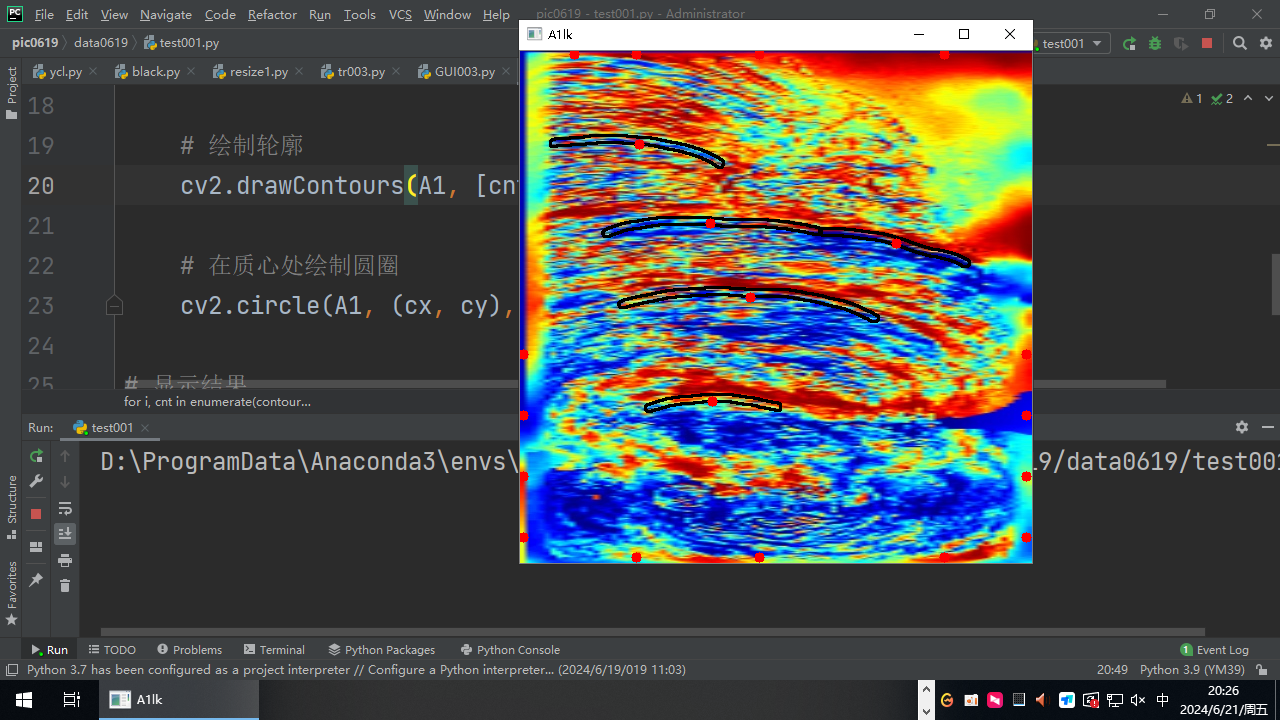 File Edit View Navigate Code Refactor Run Tools VCS Window Help pic0619 - test001.py - Administrator
A1lk
pic0619 data0619 test001.py
test001
Project
ycl.py black.py resize1.py tr003.py GUI003.py
18
1 2
19 # 绘制轮廓
20 cv2.drawContours(A1, [cn
21
22 # 在质心处绘制圆圈
23 cv2.circle(A1, (cx, cy),
24
25 # 显示结果
for i, cnt in enumerate(contour...
Run: test001
D:\ProgramData\Anaconda3\envs\ 9/data0619/test00
Structure
Favorites
Run TODO Problems Terminal Python Packages Python Console 1 Event Log
Python 3.7 has been configured as a project interpreter // Configure a Python interpreter... (2024/6/19/019 11:03) 20:49 Python 3.9 (YM39)
A1lk
中
20:26
2024/6/21/周五